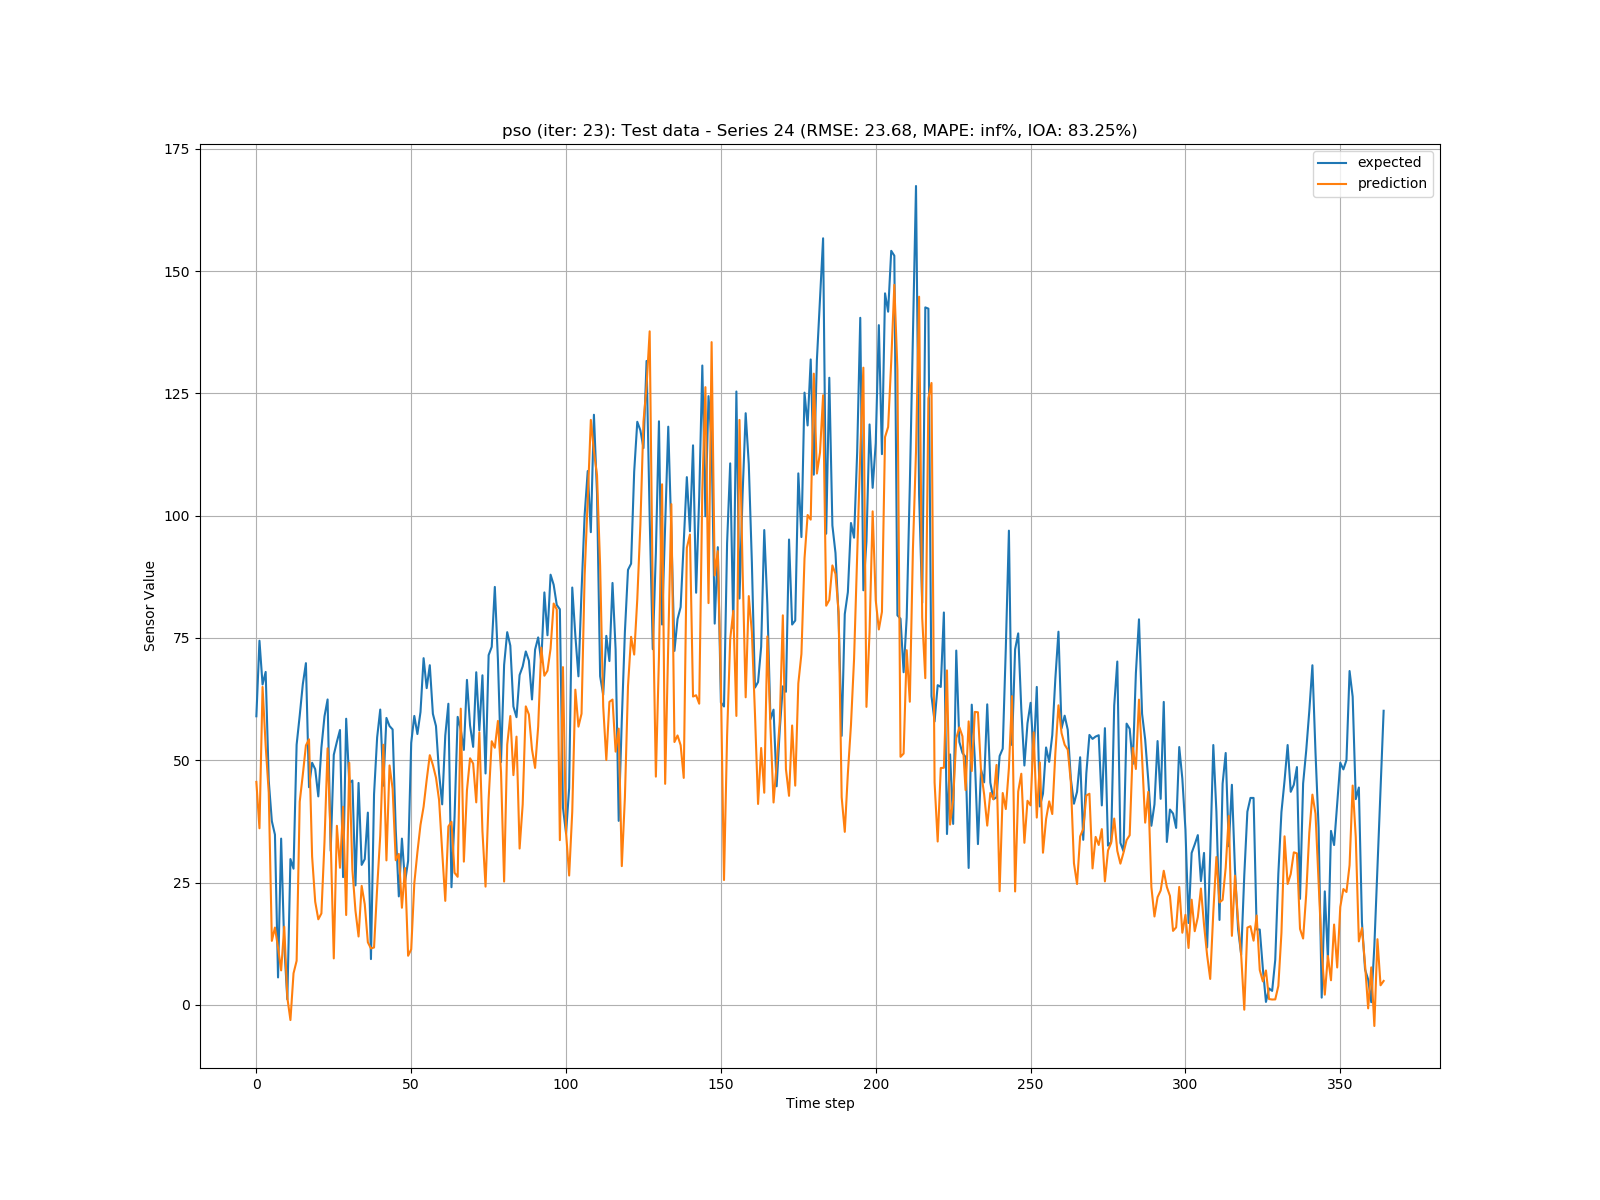 pso (iter: 23): Test data - Series 24 (RMSE: 23.68, MAPE: inf%, IOA: 83.25%)
expected
prediction
175
150
125
100
75
50
25
0
Sensor Value
0 50 100 150 200 250 300 350
Time step